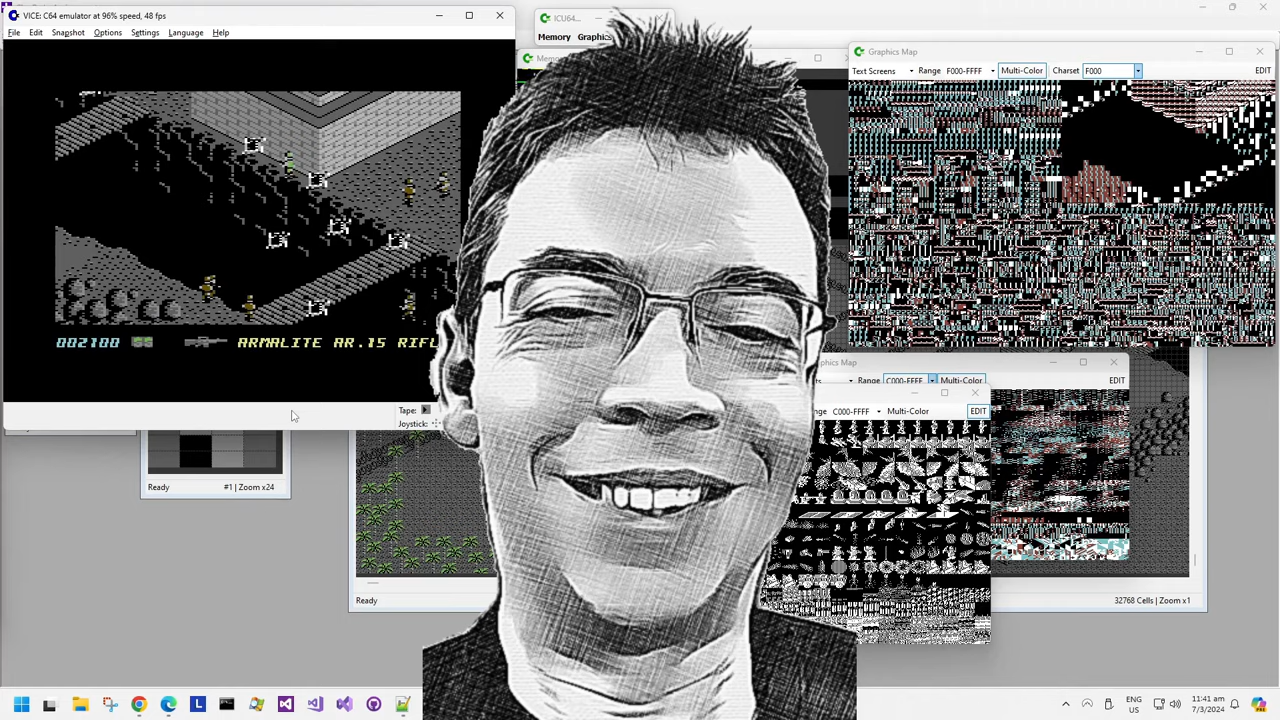 VICE: C64 emulator at 96% speed, 48 fps
File Edit Snapshot Options Settings Language Help
002100 ARMALITE AR.15
Tape:
Joystick:
Ready #1 | Zoom x24
ICU64...
Memory
Graphics Map
Text Screens Range F000-FFFF Multi-Color Charset F000 EDIT
Map
Range C000-FFFF Multi-Color EDIT
C000-FFFF Multi-Color EDIT
Ready 32768 Cells | Zoom x1
ENG
US
11:41 am
7/3/2024